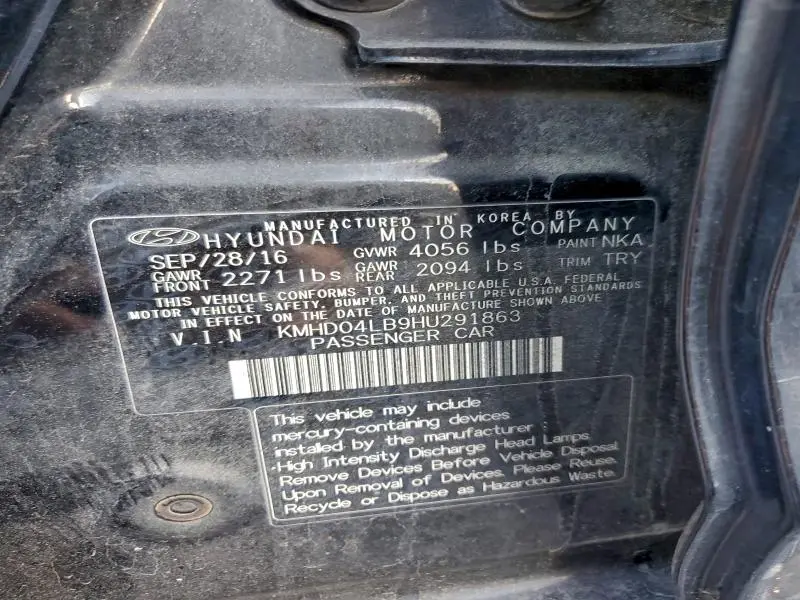 MANUFACTURED IN KOREA BY
HYUNDAI MOTOR COMPANY
SEP/28/16 GVWR 4056 lbs PAINT NKA
GAWR FRONT 2271 lbs GAWR REAR 2094 lbs TRIM TRY
THIS VEHICLE CONFORMS TO ALL APPLICABLE U.S.A. FEDERAL
MOTOR VEHICLE SAFETY, BUMPER, AND THEFT PREVENTION STANDARDS
IN EFFECT ON THE DATE OF MANUFACTURE SHOWN ABOVE
V I N KMHD04LB9HU291863
PASSENGER CAR
This vehicle may include
mercury-containing devices
installed by the manufacturer :
-High Intensity Discharge Head Lamps
Remove Devices Before Vehicle Disposal
Upon Removal of Devices. Please Reuse.
Recycle or Dispose as Hazardous Waste.